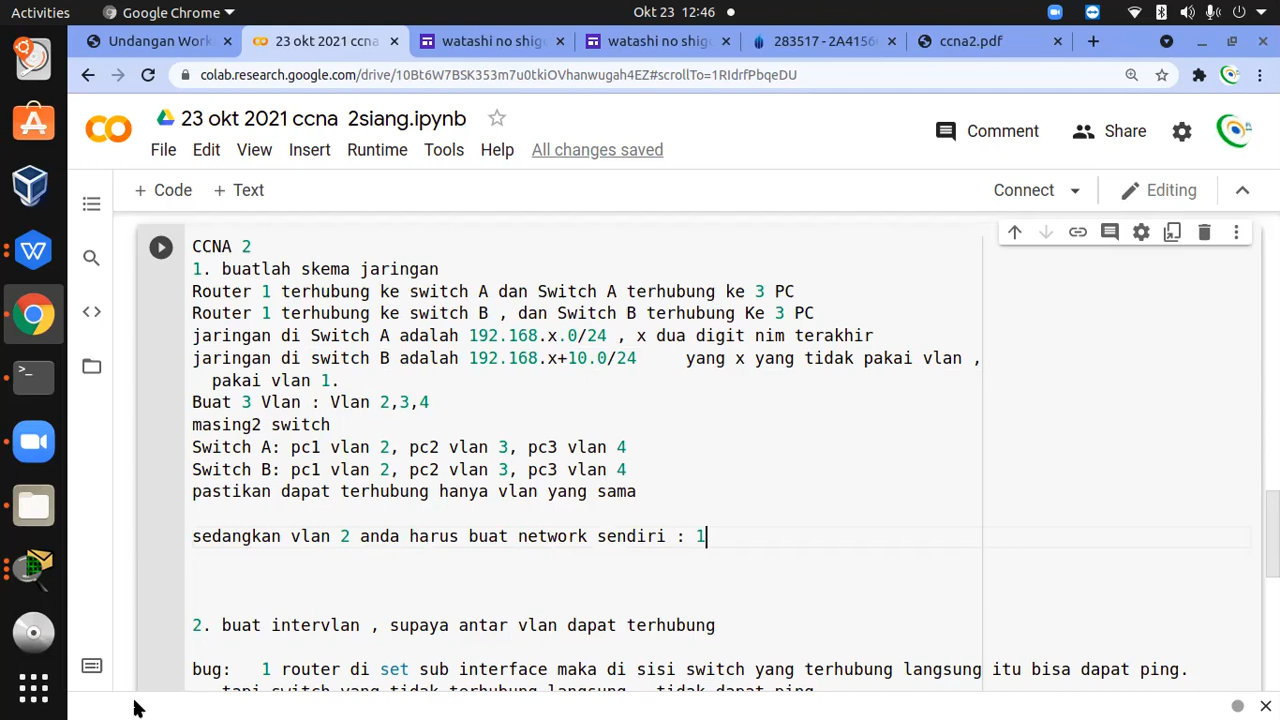 Activities
Google Chrome
Okt 23 12:46
Undangan Work
23 okt 2021 ccna
watashi no shig
watashi no shig
283517 - 2A4156
ccna2.pdf
colab.research.google.com/drive/10Bt6W7BSK353m7u0tkiOVhanwugah4EZ#scrollTo=1RIdrfPbqeDU
23 okt 2021 ccna 2siang.ipynb
Comment
Share
File Edit View Insert Runtime Tools Help All changes saved
+ Code + Text
Connect
Editing
CCNA 2
1. buatlah skema jaringan
Router 1 terhubung ke switch A dan Switch A terhubung ke 3 PC
Router 1 terhubung ke switch B , dan Switch B terhubung Ke 3 PC
jaringan di Switch A adalah 192.168.x.0/24 , x dua digit nim terakhir
jaringan di switch B adalah 192.168.x+10.0/24 yang x yang tidak pakai vlan ,
pakai vlan 1.
Buat 3 Vlan : Vlan 2,3,4
masing2 switch
Switch A: pc1 vlan 2, pc2 vlan 3, pc3 vlan 4
Switch B: pc1 vlan 2, pc2 vlan 3, pc3 vlan 4
pastikan dapat terhubung hanya vlan yang sama
sedangkan vlan 2 anda harus buat network sendiri : 1
2. buat intervlan , supaya antar vlan dapat terhubung
bug: 1 router di set sub interface maka di sisi switch yang terhubung langsung itu bisa dapat ping.
tapi switch yang tidak terhubung langsung tidak dapat ping